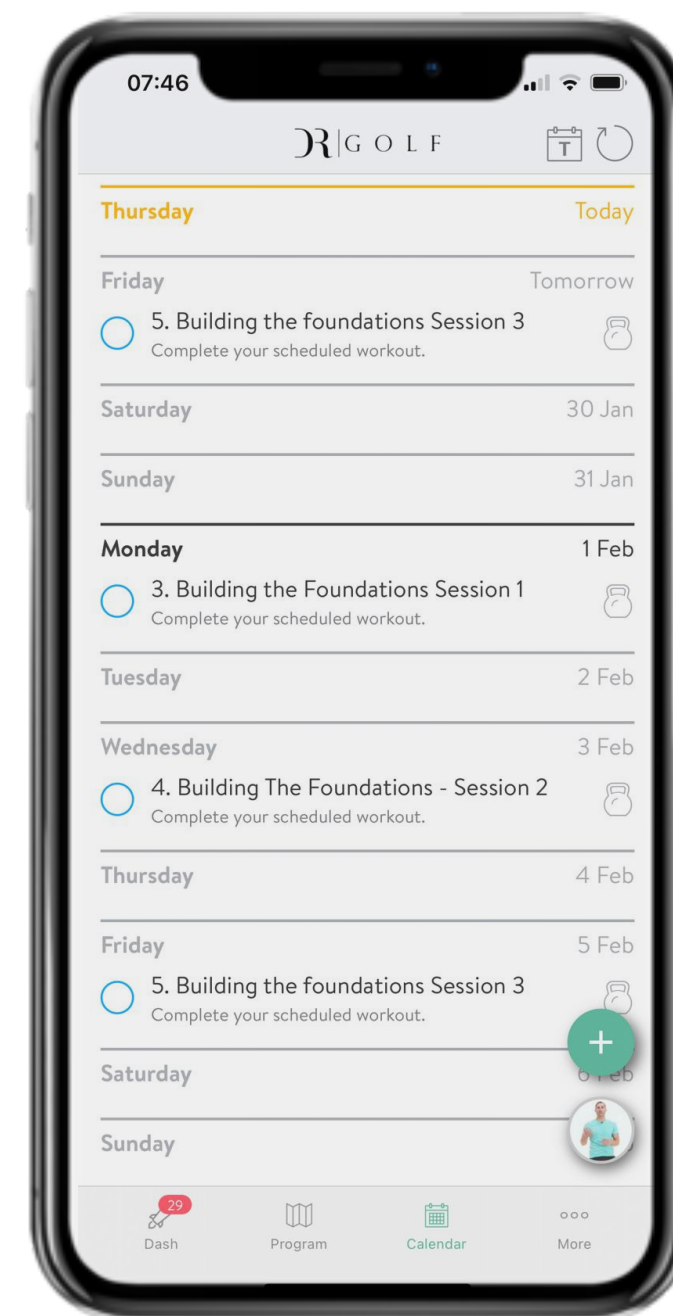 07:46
DR|GOLF
T
Thursday Today
Friday Tomorrow
5. Building the foundations Session 3
Complete your scheduled workout.
Saturday 30 Jan
Sunday 31 Jan
Monday 1 Feb
3. Building the Foundations Session 1
Complete your scheduled workout.
Tuesday 2 Feb
Wednesday 3 Feb
4. Building The Foundations - Session 2
Complete your scheduled workout.
Thursday 4 Feb
Friday 5 Feb
5. Building the foundations Session 3
Complete your scheduled workout.
+
Saturday 6 Feb
Sunday
29
Dash Program Calendar More